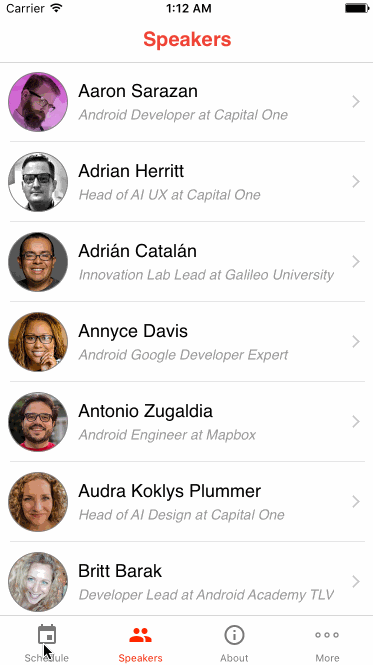 Carrier 1:12 AM
Speakers
Aaron Sarazan
Android Developer at Capital One
Adrian Herritt
Head of AI UX at Capital One
Adrián Catalán
Innovation Lab Lead at Galileo University
Annyce Davis
Android Google Developer Expert
Antonio Zugaldia
Android Engineer at Mapbox
Audra Koklys Plummer
Head of AI Design at Capital One
Britt Barak
Developer Lead at Android Academy TLV
Schedule Speakers About More